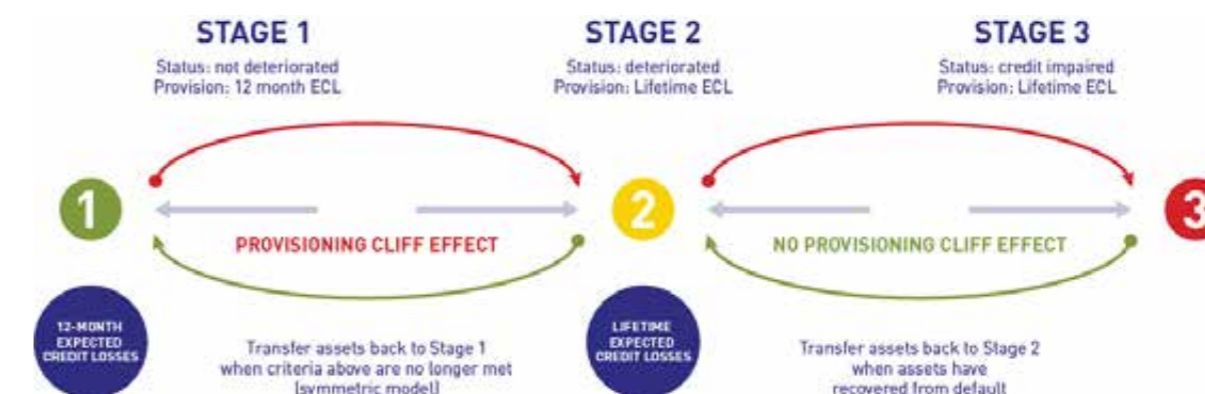 STAGE 1
Status: not deteriorated
Provision: 12 month ECL
STAGE 2
Status: deteriorated
Provision: Lifetime ECL
STAGE 3
Status: credit impaired
Provision: Lifetime ECL
1
2
3
PROVISIONING CLIFF EFFECT
NO PROVISIONING CLIFF EFFECT
12-MONTH
EXPECTED
CREDIT LOSSES
Transfer assets back to Stage 1
when criteria above are no longer met
[symmetric model]
LIFETIME
EXPECTED
CREDIT LOSSES
Transfer assets back to Stage 2
when assets have
recovered from default